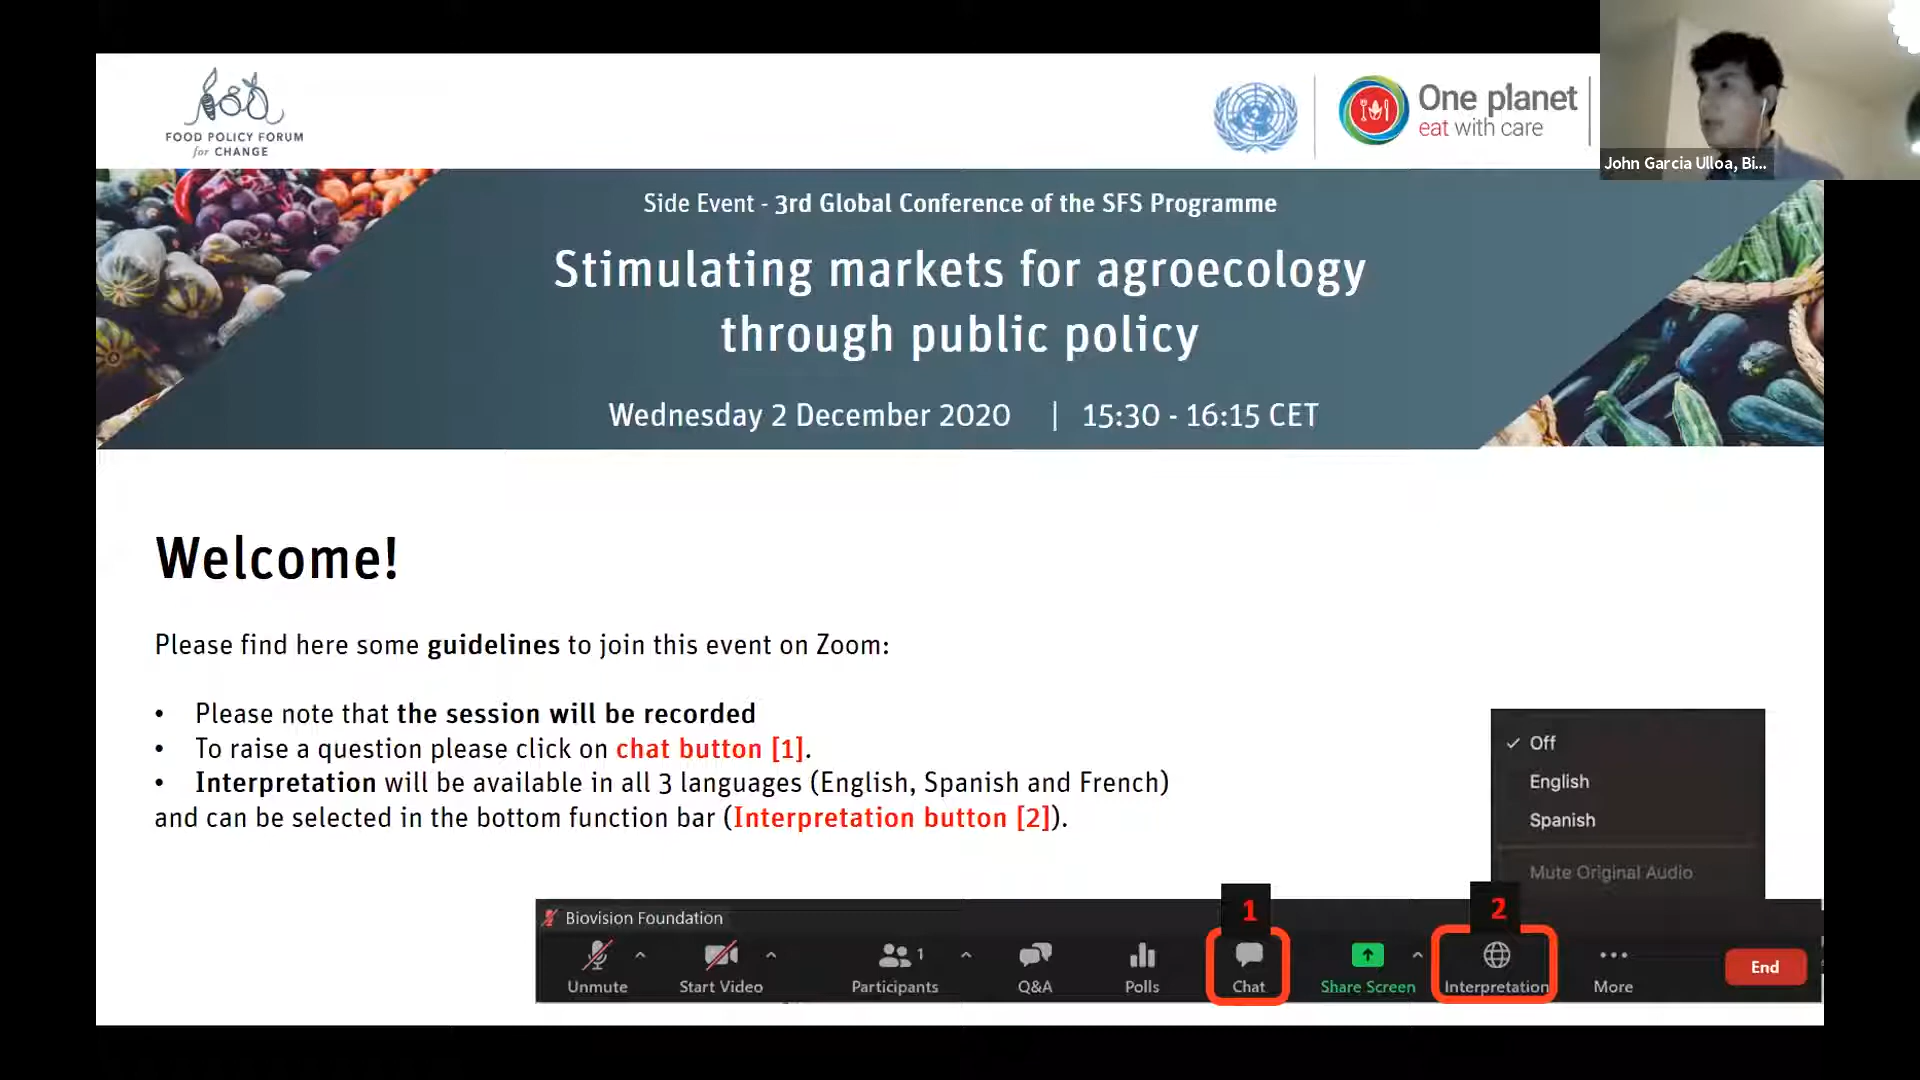 FOOD POLICY FORUM
for CHANGE
One planet
eat with care
John Garcia Ulloa, Bi...
Side Event - 3rd Global Conference of the SFS Programme
Stimulating markets for agroecology
through public policy
Wednesday 2 December 2020 | 15:30 - 16:15 CET
Welcome!
Please find here some guidelines to join this event on Zoom:
• Please note that the session will be recorded
• To raise a question please click on chat button [1].
• Interpretation will be available in all 3 languages (English, Spanish and French)
and can be selected in the bottom function bar (Interpretation button [2]).
Off
English
Spanish
Mute Original Audio
1
2
Biovision Foundation
1
Unmute
Start Video
Participants
Q&A
Polls
Chat
Share Screen
Interpretation
More
End